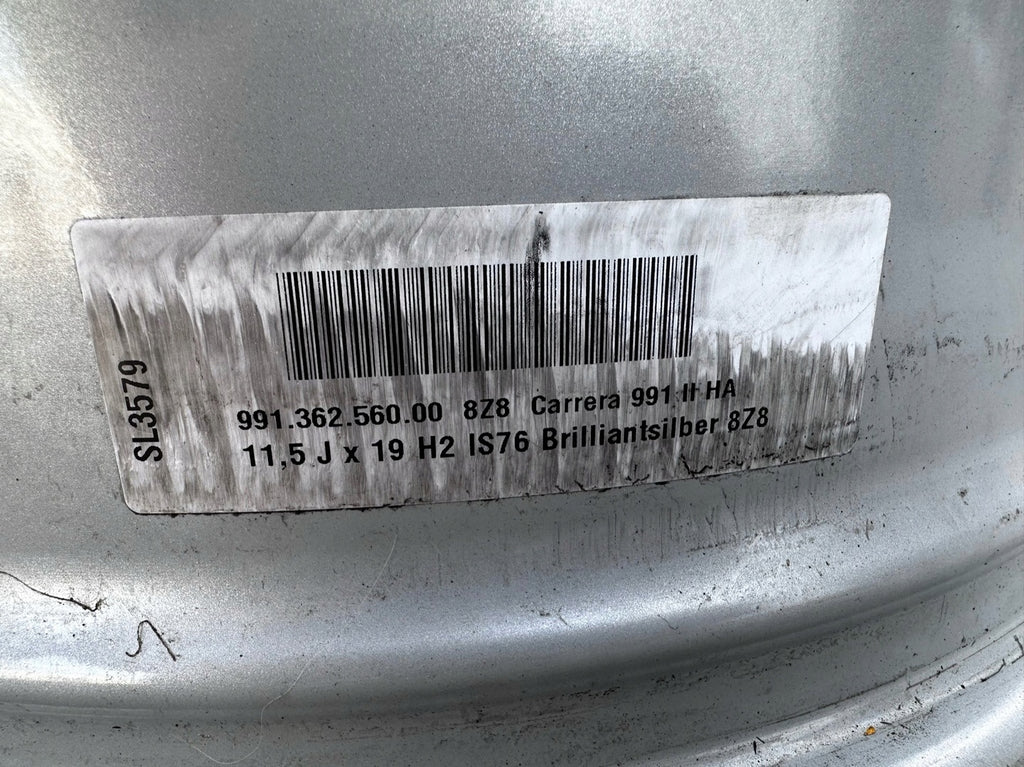 SL3579
991.362.560.00 8Z8 Carrera 991 II HA
11,5 J x 19 H2 IS76 Brilliantsilber 8Z8